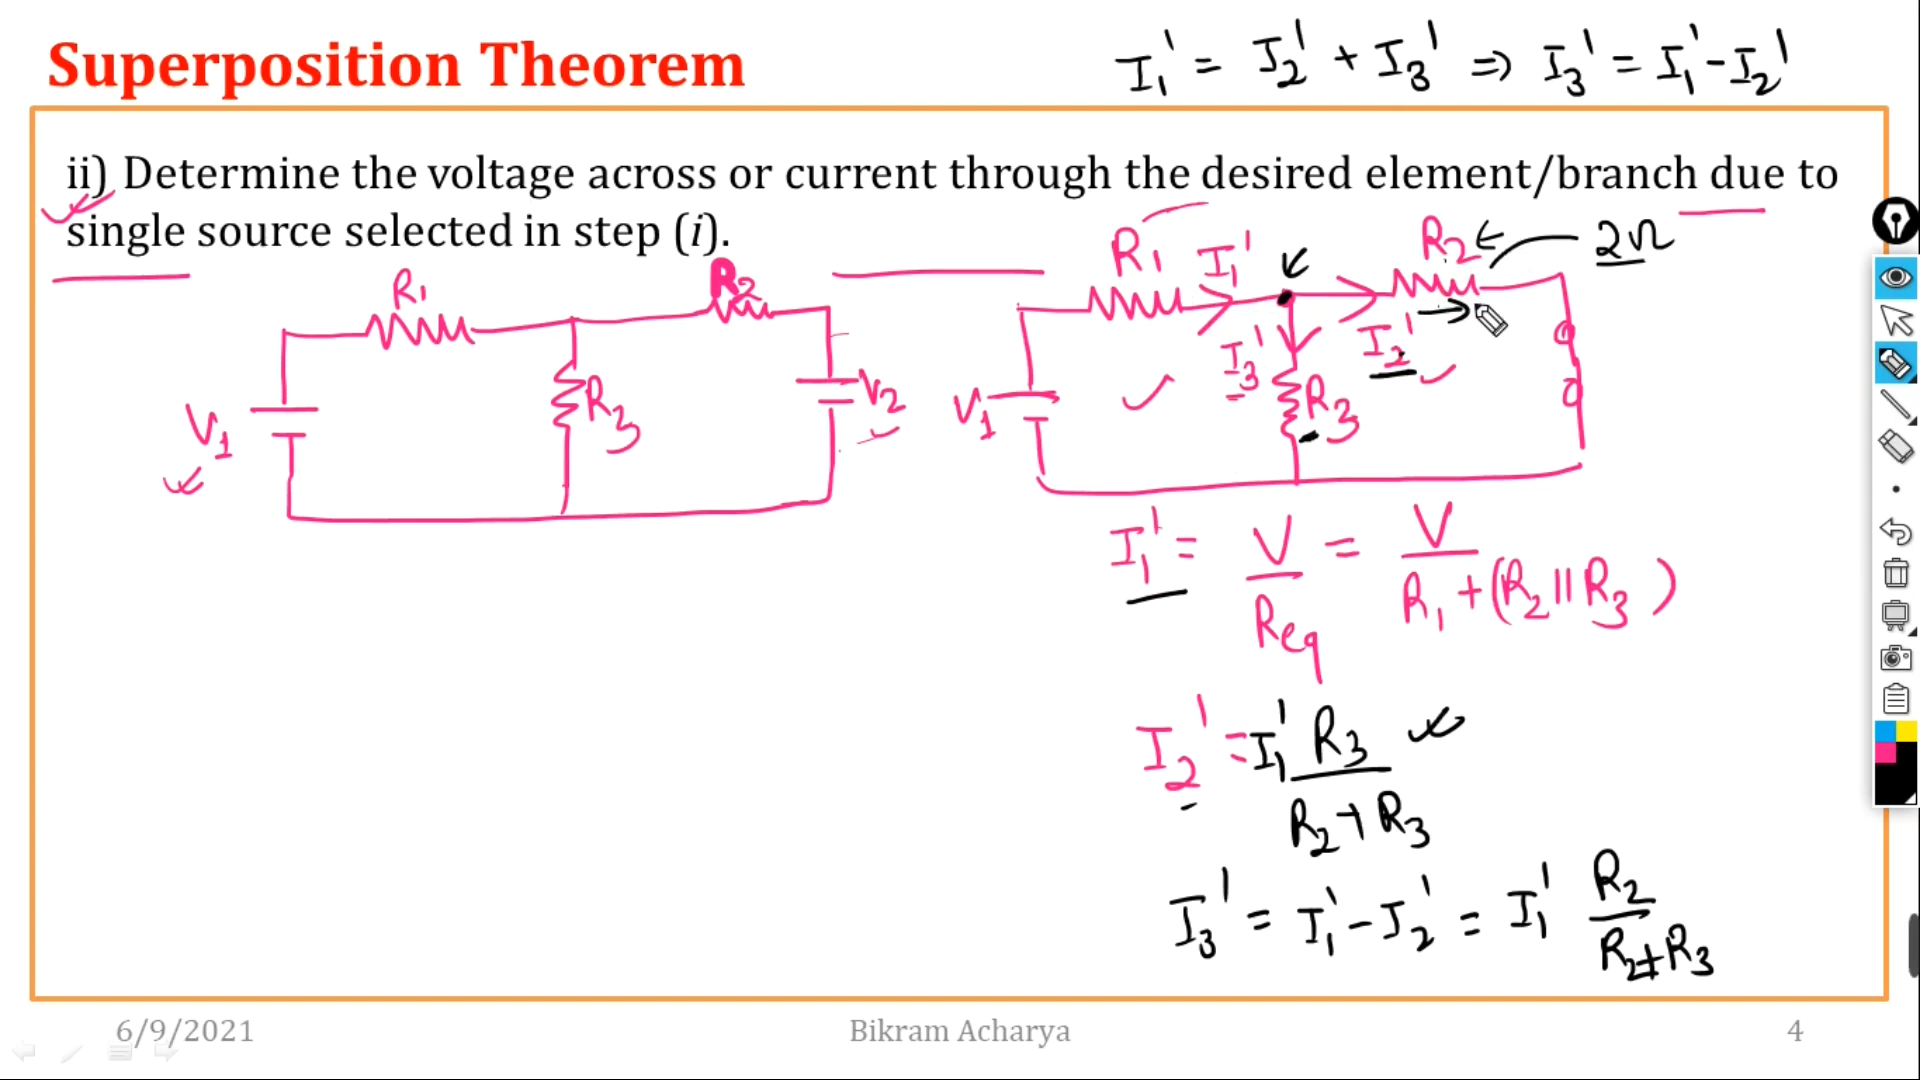 Superposition Theorem
I₁' = I₂' + I₃' ⇒ I₃' = I₁' - I₂'
ii) Determine the voltage across or current through the desired element/branch due to
single source selected in step (i).
R₁
R₂
R₃
V₁
V₂
R₁
I₁'
R₂
2Ω
I₃'
I₂'
R₃
V₁
I₁' = V/Req = V/(R₁ + (R₂ || R₃))
I₂' = I₁' R₃/(R₂ + R₃)
I₃' = I₁' - I₂' = I₁' R₂/(R₂ + R₃)
6/9/2021
Bikram Acharya
4